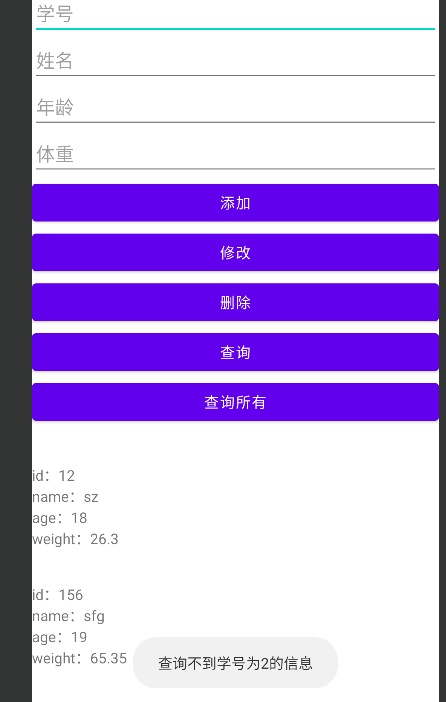 学号
姓名
年龄
体重
添加
修改
删除
查询
查询所有
id：12
name：sz
age：18
weight：26.3
id：156
name：sfg
age：19
weight：65.35
查询不到学号为2的信息